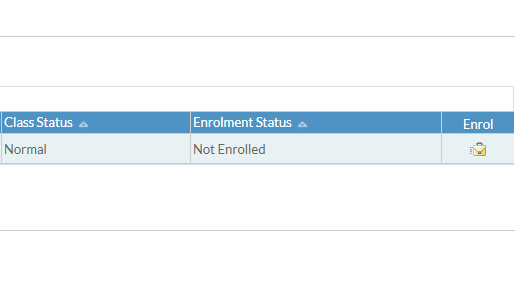 Class Status Enrolment Status Enrol
Normal Not Enrolled